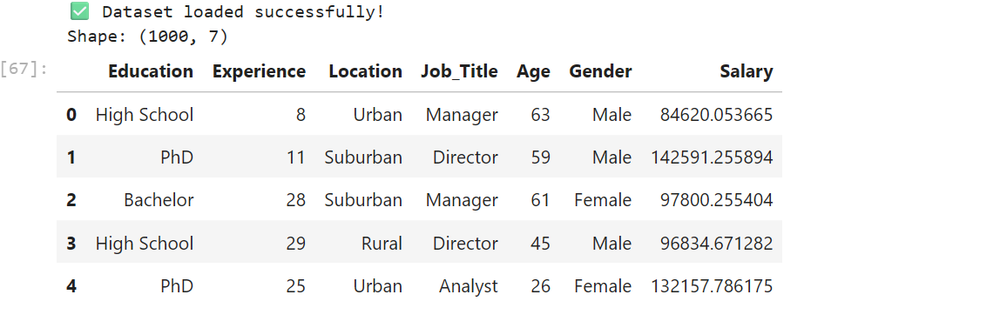 ✅ Dataset loaded successfully!
Shape: (1000, 7)
[67]:
Education Experience Location Job_Title Age Gender Salary
0 High School 8 Urban Manager 63 Male 84620.053665
1 PhD 11 Suburban Director 59 Male 142591.255894
2 Bachelor 28 Suburban Manager 61 Female 97800.255404
3 High School 29 Rural Director 45 Male 96834.671282
4 PhD 25 Urban Analyst 26 Female 132157.786175